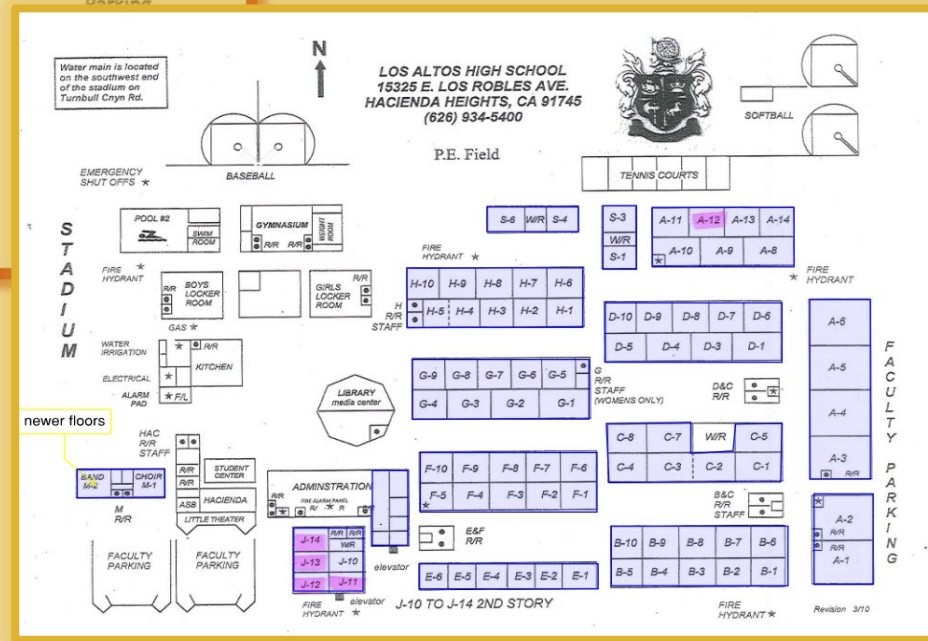 Parking
Water main is located
on the southwest end
of the stadium on
Turnbull Cnyn Rd.
N
LOS ALTOS HIGH SCHOOL
15325 E. LOS ROBLES AVE.
HACIENDA HEIGHTS, CA 91745
(626) 934-5400
P.E. Field
SOFTBALL
TENNIS COURTS
EMERGENCY
SHUT OFFS
BASEBALL
STADIUM
POOL #2
SWIM
ROOM
GYMNASIUM
R/R R/R
WEIGHT
ROOM
S-6 W/R S-4
S-3
W/R
S-1
A-11 A-12 A-13 A-14
A-10 A-9 A-8
FIRE
HYDRANT
FIRE
HYDRANT
FIRE
HYDRANT
R/R
BOYS
LOCKER
ROOM
GIRLS
LOCKER
ROOM
R/R
GAS
H
R/R
STAFF
H-10 H-9 H-8 H-7 H-6
H-5 H-4 H-3 H-2 H-1
D-10 D-9 D-8 D-7 D-6
D-5 D-4 D-3 D-1
A-6
A-5
A-4
A-3
R/R
FACULTY PARKING
WATER
IRRIGATION
R/R
KITCHEN
ELECTRICAL
ALARM
PAD
F/L
LIBRARY
media center
G-9 G-8 G-7 G-6 G-5
G-4 G-3 G-2 G-1
G
R/R
STAFF
(WOMENS ONLY)
D&C
R/R
newer floors
HAC
R/R
STAFF
C-8 C-7 W/R C-5
C-4 C-3 C-2 C-1
BAND
M-2
CHOIR
M-1
M
R/R
R/R
R/R
STUDENT
CENTER
ASB HACIENDA
LITTLE THEATER
ADMINSTRATION
R/R
FIRE ALARM PANEL
F-10 F-9 F-8 F-7 F-6
F-5 F-4 F-3 F-2 F-1
B&C
R/R
STAFF
A-2
R/R
R/R
A-1
E&F
R/R
J-14 R/R R/R
W/R
J-13 J-10
J-12 J-11
elevator
elevator
B-10 B-9 B-8 B-7 B-6
B-5 B-4 B-3 B-2 B-1
FACULTY
PARKING
FACULTY
PARKING
E-6 E-5 E-4 E-3 E-2 E-1
FIRE
HYDRANT
J-10 TO J-14 2ND STORY
FIRE
HYDRANT
Revision 3/10